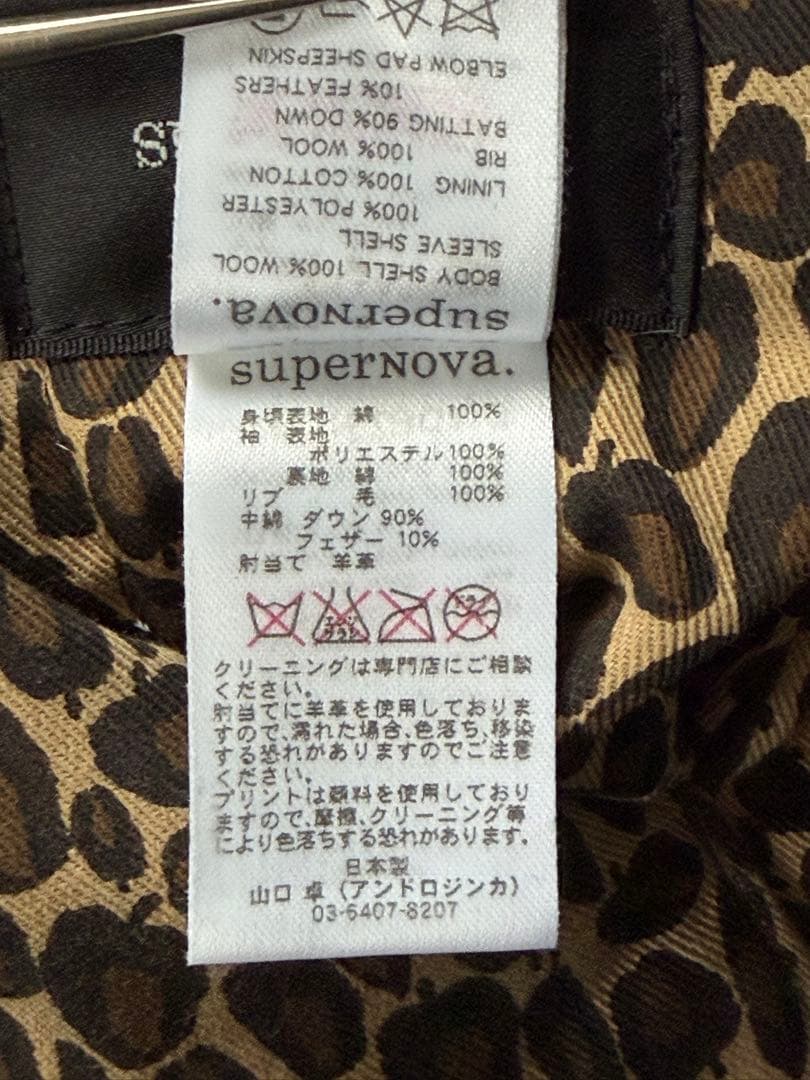 ELBOW PAD SHEEPSKIN
10% FEATHERS
BATTING 90% DOWN
RIB 100% WOOL
LINING 100% COTTON
100% POLYESTER
SLEEVE SHELL
BODY SHELL 100% WOOL
superNova.
superNova.
身頃表地 綿 100%
袖 表地
ポリエステル100%
裏地 綿 100%
リブ 毛 100%
中綿 ダウン 90%
フェザー 10%
肘当て 羊革
エンソ ドライ
クリーニングは専門店にご相談
ください。
肘当てに羊革を使用しておりま
すので、濡れた場合、色落ち、移染
する恐れがありますのでご注意
ください。
プリントは顔料を使用しており
ますので、摩擦、クリーニング等
により色落ちする恐れがあります。
日本製
山口 卓 (アンドロジンカ)
03-6407-8207